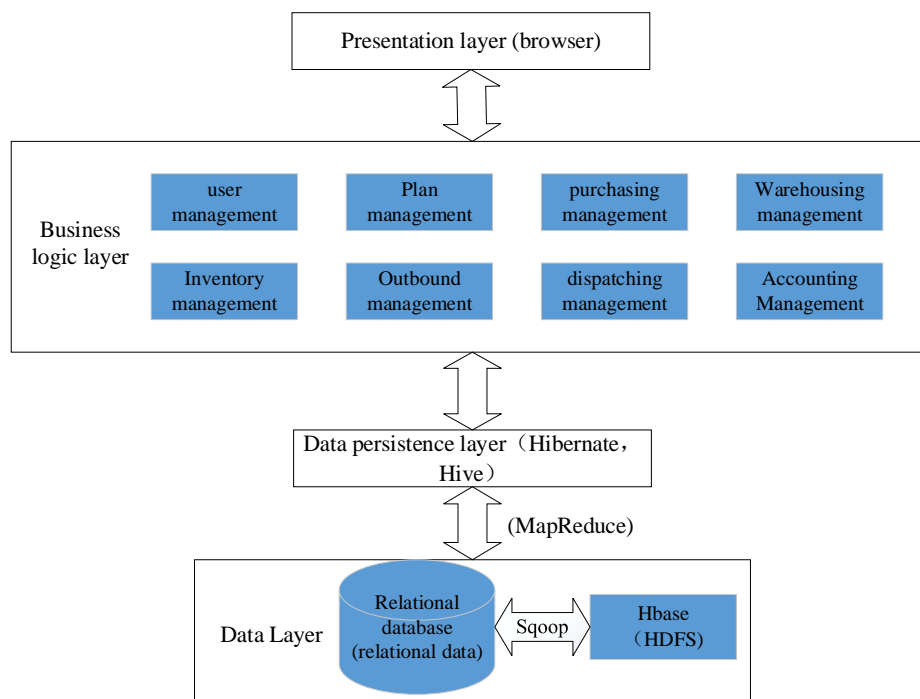 Presentation layer (browser)
Business
logic layer
user
management
Plan
management
purchasing
management
Warehousing
management
Inventory
management
Outbound
management
dispatching
management
Accounting
Management
Data persistence layer（Hibernate，
Hive）
(MapReduce)
Data Layer
Relational
database
(relational data)
Sqoop
Hbase
（HDFS)